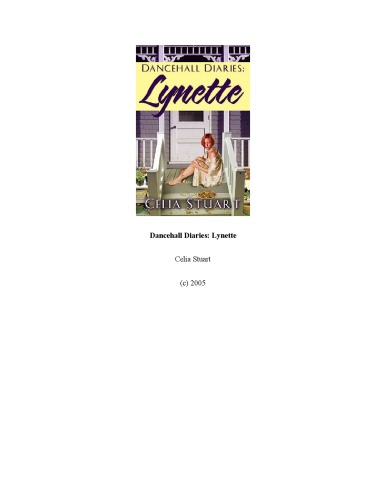 DANCEHALL DIARIES:
Lynette
CELIA STUART
Dancehall Diaries: Lynette
Celia Stuart
(c) 2005